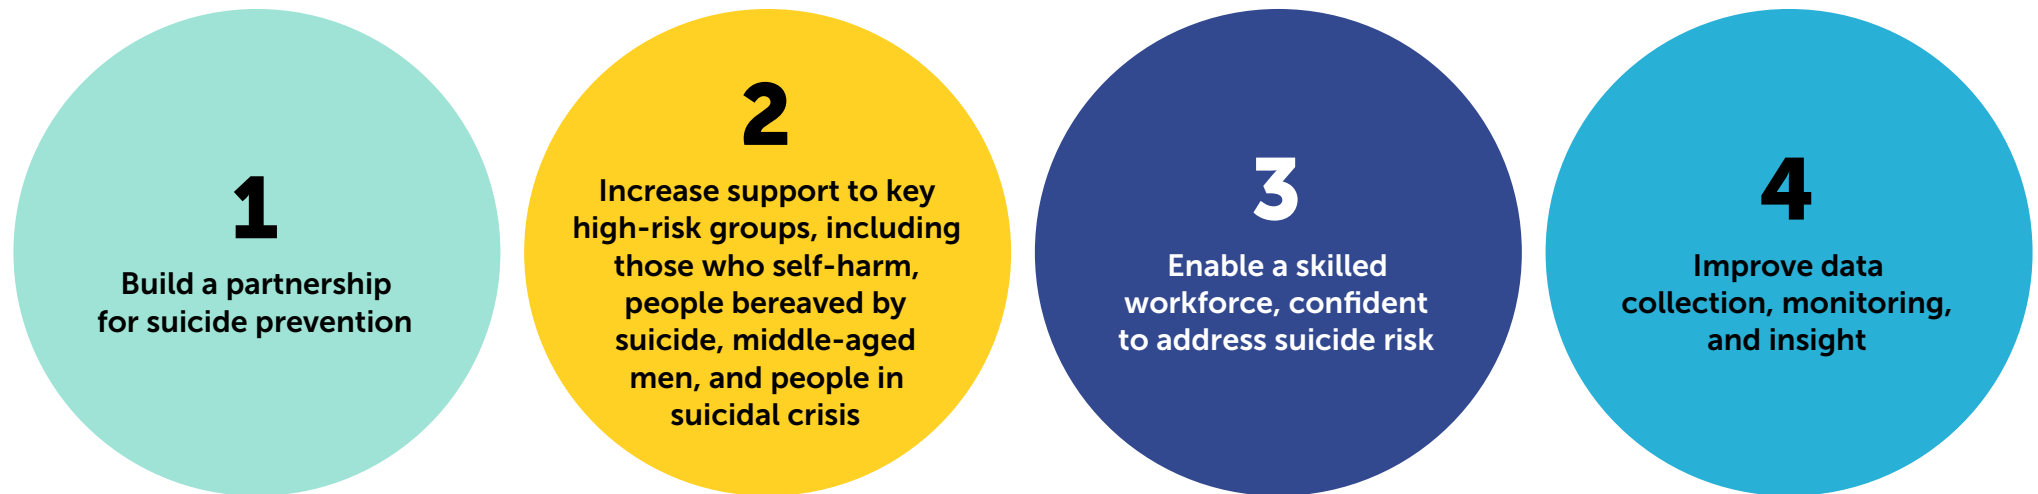 1
Build a partnership
for suicide prevention
2
Increase support to key
high-risk groups, including
those who self-harm,
people bereaved by
suicide, middle-aged
men, and people in
suicidal crisis
3
Enable a skilled
workforce, confident
to address suicide risk
4
Improve data
collection, monitoring,
and insight